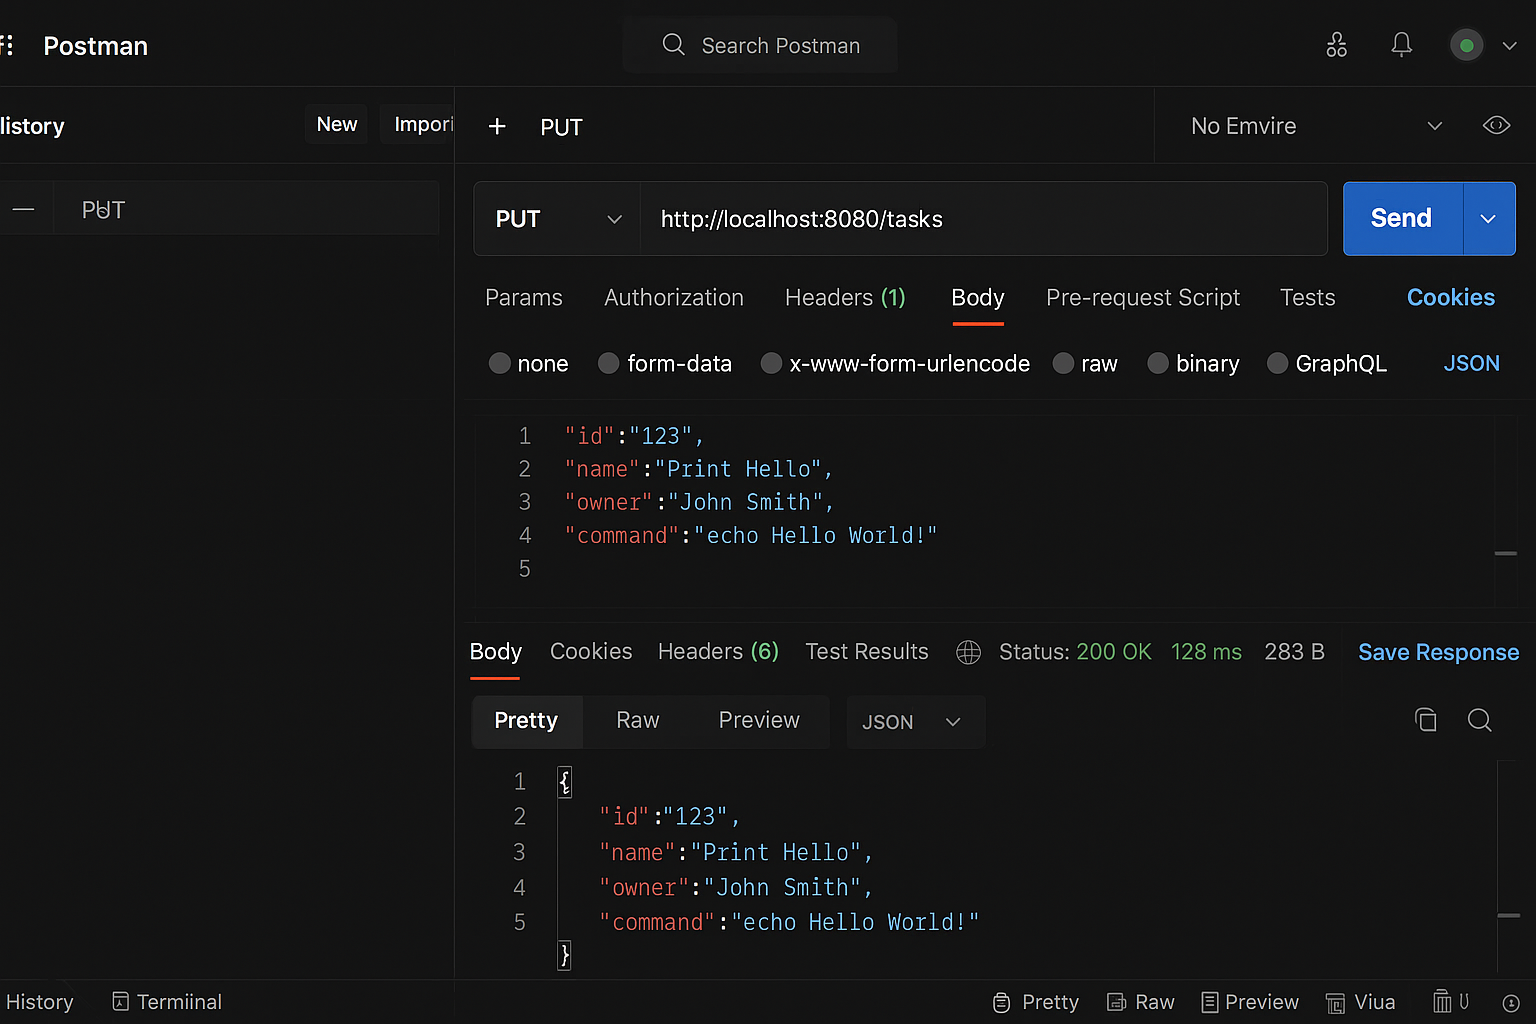 Postman
Search Postman
listory
New
Impori
+ PUT
No Emvire
PUT
PUT
http://localhost:8080/tasks
Send
Params
Authorization
Headers (1)
Body
Pre-request Script
Tests
Cookies
none
form-data
x-www-form-urlencode
raw
binary
GraphQL
JSON
1 "id":"123",
2 "name":"Print Hello",
3 "owner":"John Smith",
4 "command":"echo Hello World!"
5
Body
Cookies
Headers (6)
Test Results
Status: 200 OK
128 ms
283 B
Save Response
Pretty
Raw
Preview
JSON
1 {
2 "id":"123",
3 "name":"Print Hello",
4 "owner":"John Smith",
5 "command":"echo Hello World!"
}
History
Termiinal
Pretty
Raw
Preview
Viua